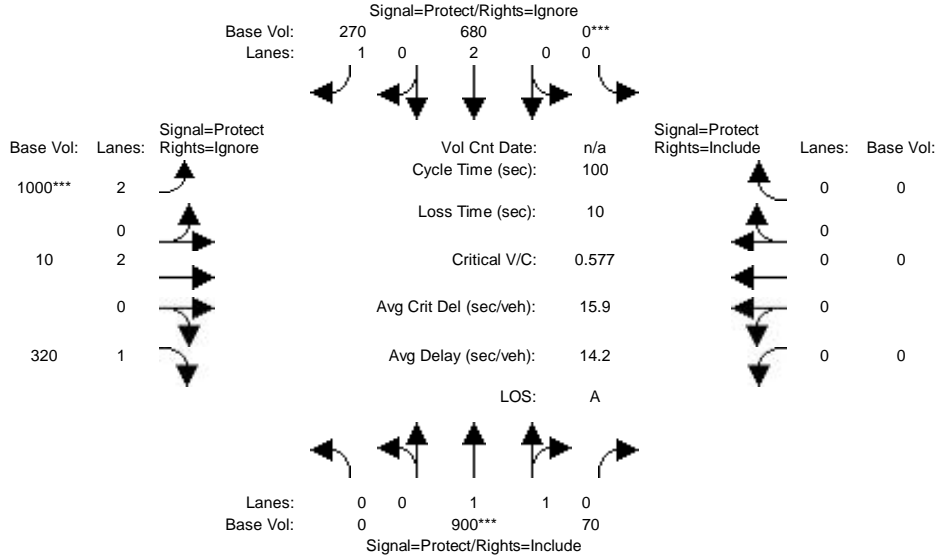 Signal=Protect/Rights=Ignore
Base Vol: 270 680 0***
Lanes: 1 0 2 0 0
Signal=Protect
Base Vol: Lanes: Rights=Ignore
Vol Cnt Date: n/a
Signal=Protect
Rights=Include Lanes: Base Vol:
Cycle Time (sec): 100
1000*** 2
0 0
Loss Time (sec): 10
0
0
10 2
Critical V/C: 0.577
0 0
0
Avg Crit Del (sec/veh): 15.9
0
320 1
Avg Delay (sec/veh): 14.2
0 0
LOS: A
Lanes: 0 0 1 1 0
Base Vol: 0 900*** 70
Signal=Protect/Rights=Include